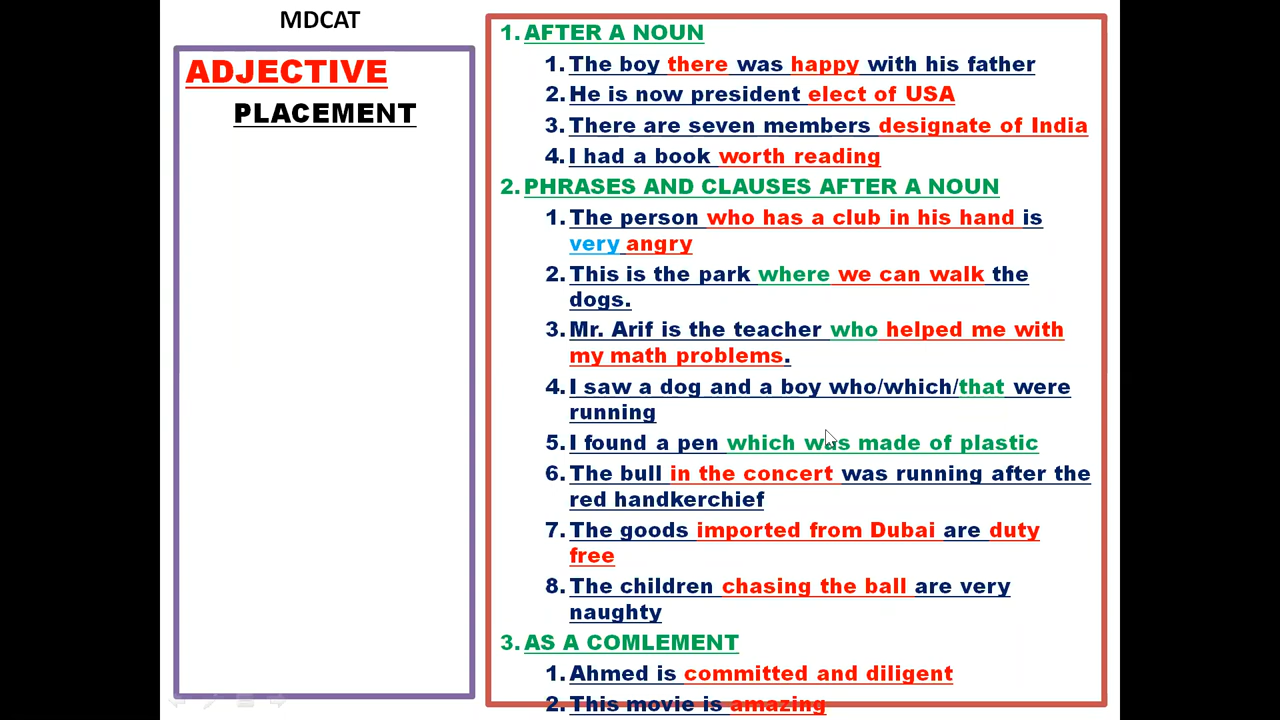 MDCAT
ADJECTIVE
PLACEMENT
1. AFTER A NOUN
1. The boy there was happy with his father
2. He is now president elect of USA
3. There are seven members designate of India
4. I had a book worth reading
2. PHRASES AND CLAUSES AFTER A NOUN
1. The person who has a club in his hand is
very angry
2. This is the park where we can walk the
dogs.
3. Mr. Arif is the teacher who helped me with
my math problems.
4. I saw a dog and a boy who/which/that were
running
5. I found a pen which was made of plastic
6. The bull in the concert was running after the
red handkerchief
7. The goods imported from Dubai are duty
free
8. The children chasing the ball are very
naughty
3. AS A COMLEMENT
1. Ahmed is committed and diligent
2. This movie is amazing